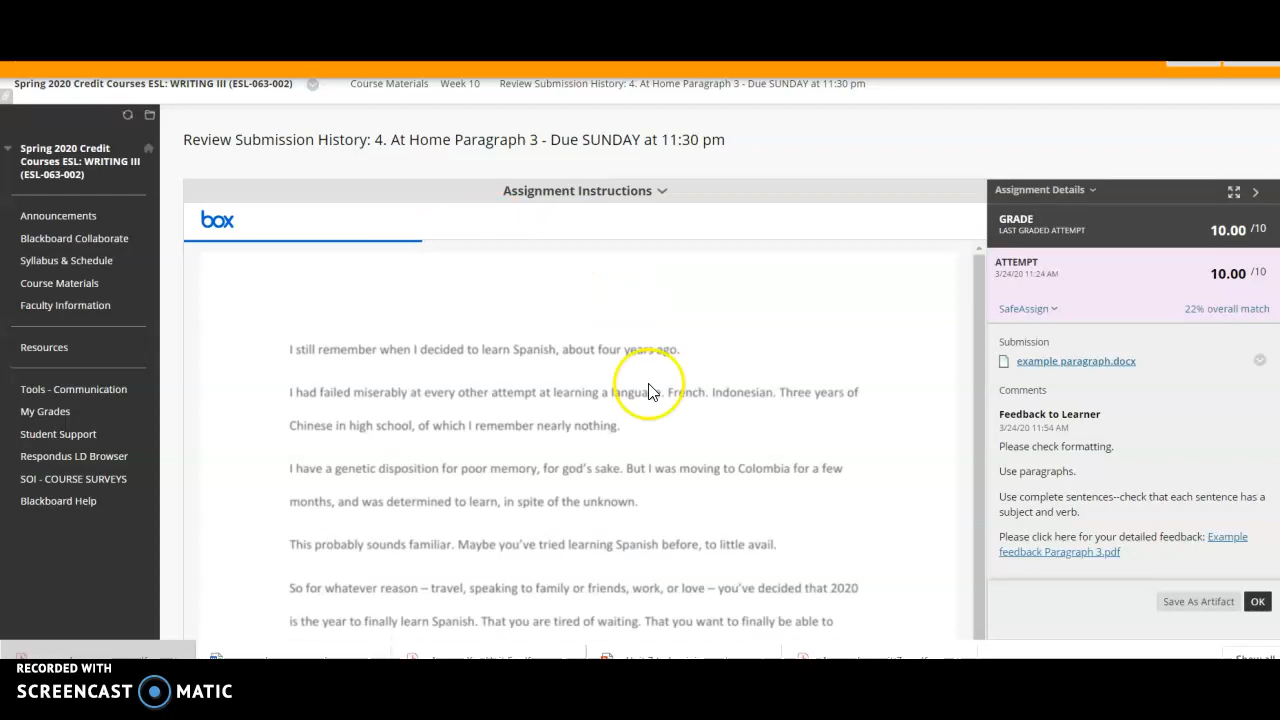 Spring 2020 Credit Courses ESL: WRITING III (ESL-063-002)
Course Materials
Week 10
Review Submission History: 4. At Home Paragraph 3 - Due SUNDAY at 11:30 pm
Spring 2020 Credit
Courses ESL: WRITING III
(ESL-063-002)
Announcements
Blackboard Collaborate
Syllabus & Schedule
Course Materials
Faculty Information
Resources
Tools - Communication
My Grades
Student Support
Respondus LD Browser
SOI - COURSE SURVEYS
Blackboard Help
Review Submission History: 4. At Home Paragraph 3 - Due SUNDAY at 11:30 pm
Assignment Instructions
box
I still remember when I decided to learn Spanish, about four years ago.
I had failed miserably at every other attempt at learning a language. French. Indonesian. Three years of
Chinese in high school, of which I remember nearly nothing.
I have a genetic disposition for poor memory, for god's sake. But I was moving to Colombia for a few
months, and was determined to learn, in spite of the unknown.
This probably sounds familiar. Maybe you've tried learning Spanish before, to little avail.
So for whatever reason – travel, speaking to family or friends, work, or love – you've decided that 2020
is the year to finally learn Spanish. That you are tired of waiting. That you want to finally be able to
Assignment Details
GRADE
LAST GRADED ATTEMPT
10.00 /10
ATTEMPT
3/24/20 11:24 AM
10.00 /10
SafeAssign
22% overall match
Submission
example paragraph.docx
Comments
Feedback to Learner
3/24/20 11:54 AM
Please check formatting.
Use paragraphs.
Use complete sentences--check that each sentence has a
subject and verb.
Please click here for your detailed feedback: Example
feedback Paragraph 3.pdf
Save As Artifact
OK
RECORDED WITH
SCREENCAST MATIC